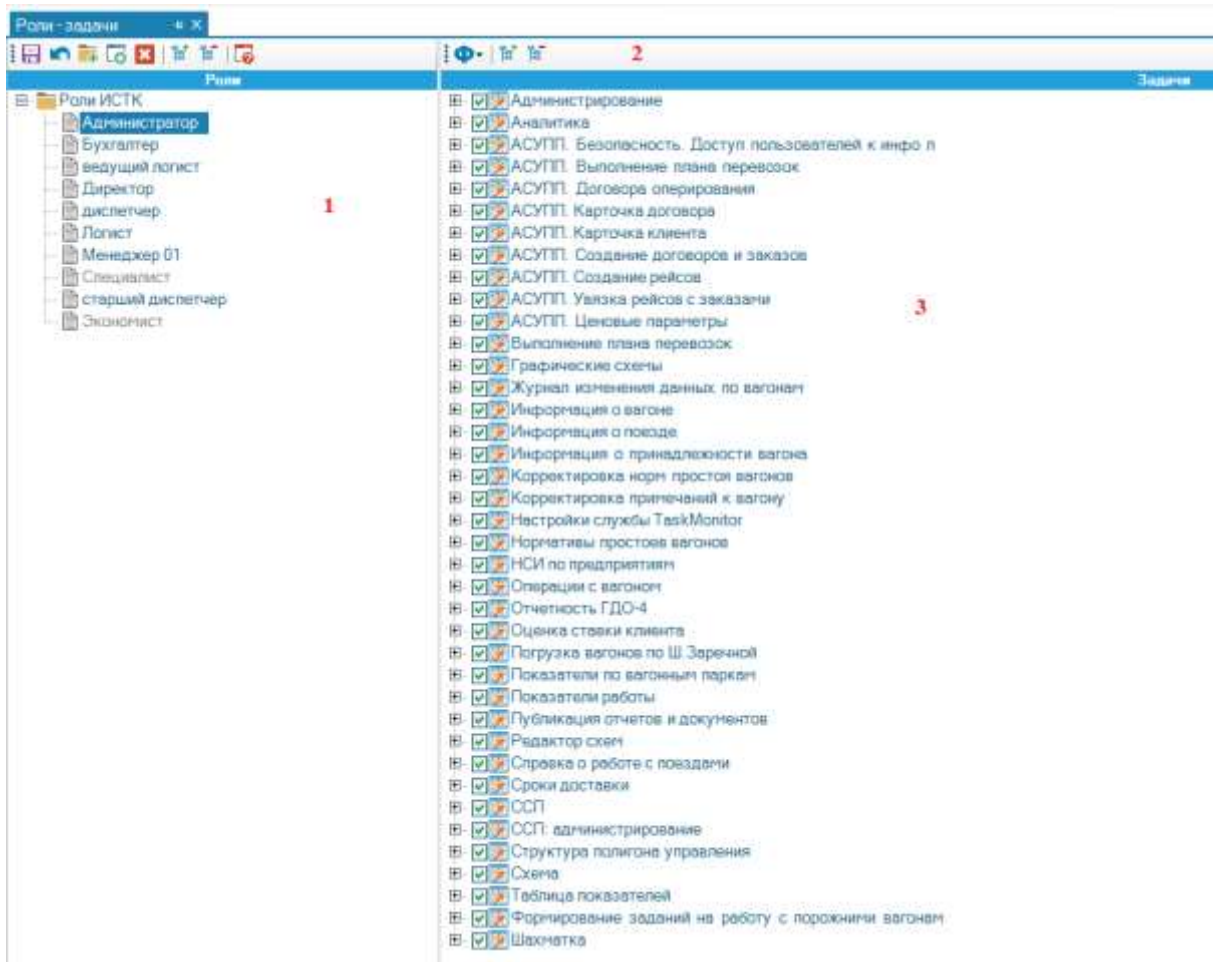 Роли - задачи
Ф
2
Роли
Задачи
Роли ИСТК
Администратор
Бухгалтер
ведущий логист
Директор
диспетчер
1
Логист
Менеджер 01
Специалист
старший диспетчер
Экономист
Администрирование
Аналитика
АСУПП. Безопасность. Доступ пользователей к инфо п
АСУПП. Выполнение плана перевозок
АСУПП. Договора оперирования
АСУПП. Карточка договора
АСУПП. Карточка клиента
АСУПП. Создание договоров и заказов
АСУПП. Создание рейсов
АСУПП. Увязка рейсов с заказами
3
АСУПП. Ценовые параметры
Выполнение плана перевозок
Графические схемы
Журнал изменения данных по вагонам
Информация о вагоне
Информация о поезде
Информация о принадлежности вагона
Корректировка норм простоя вагонов
Корректировка примечаний к вагону
Настройки службы TaskMonitor
Нормативы простоев вагонов
НСИ по предприятиям
Операции с вагоном
Отчетность ГДО-4
Оценка ставки клиента
Погрузка вагонов по Ш Заречной
Показатели по вагонным паркам
Показатели работы
Публикация отчетов и документов
Редактор схем
Справка о работе с поездами
Сроки доставки
ССП
ССП: администрирование
Структура полигона управления
Схема
Таблица показателей
Формирование заданий на работу с порожними вагонам
Шахматка